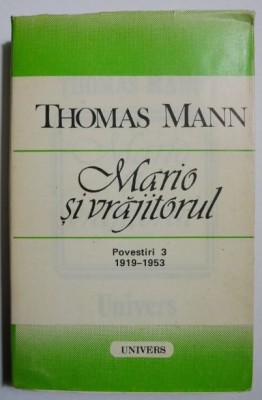 THOMAS MANN
Mario
și vrăjitorul
Povestiri 3
1919-1953
UNIVERS